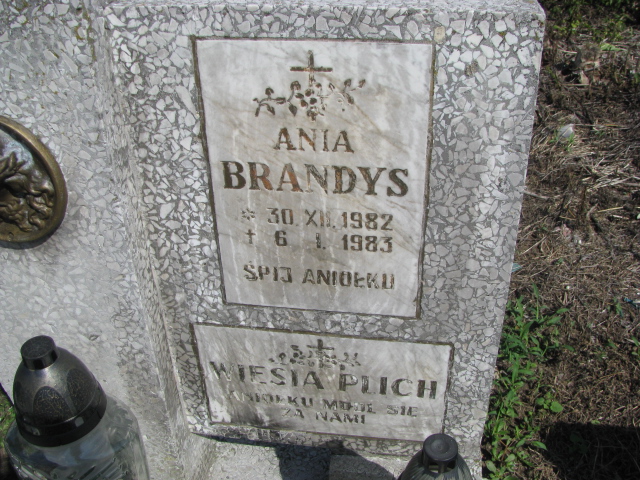 ANIA
BRANDYS
* 30. XII. 1982
† 6. I. 1983
ŚPIJ ANIOŁKU
WIESIA PLICH
ANIOŁKU MÓDL SIĘ
ZA NAMI